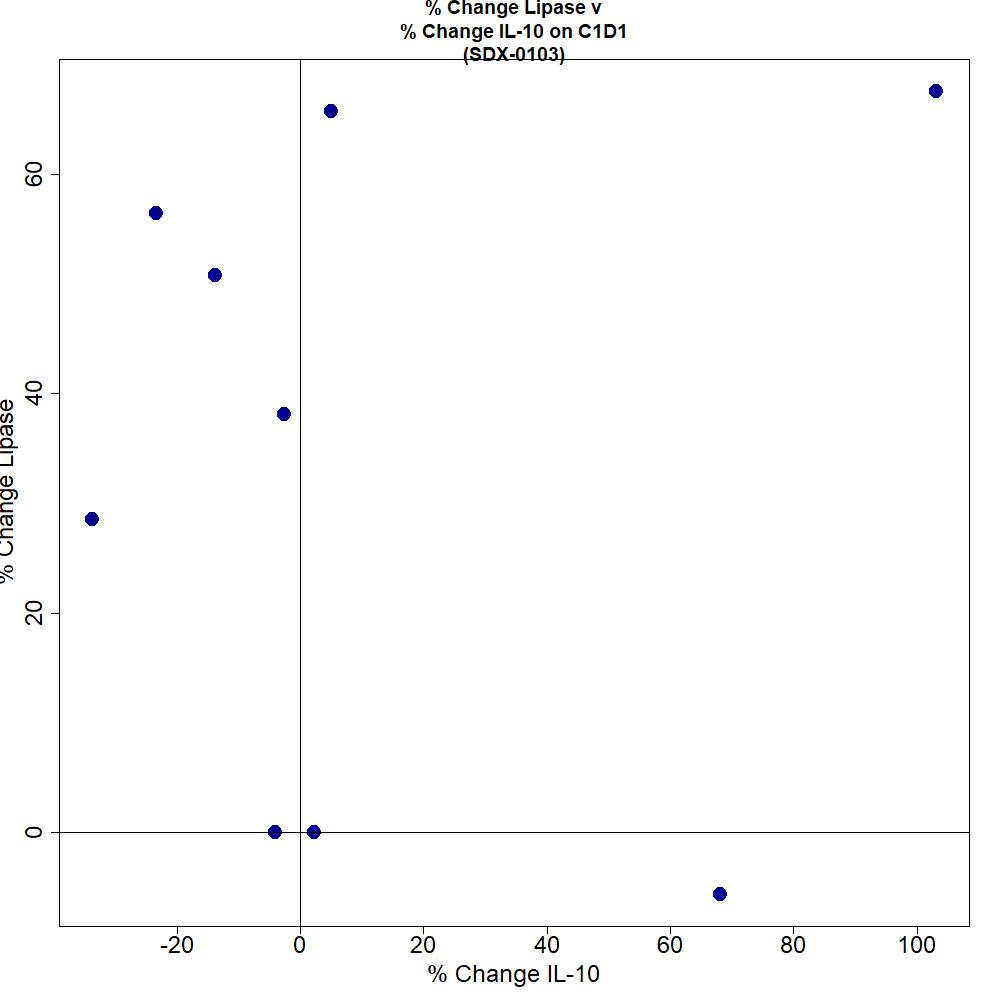 % Change Lipase v
% Change IL-10 on C1D1
(SDX-0103)
% Change Lipase
60
40
20
0
-20
0
20
40
60
80
100
% Change IL-10